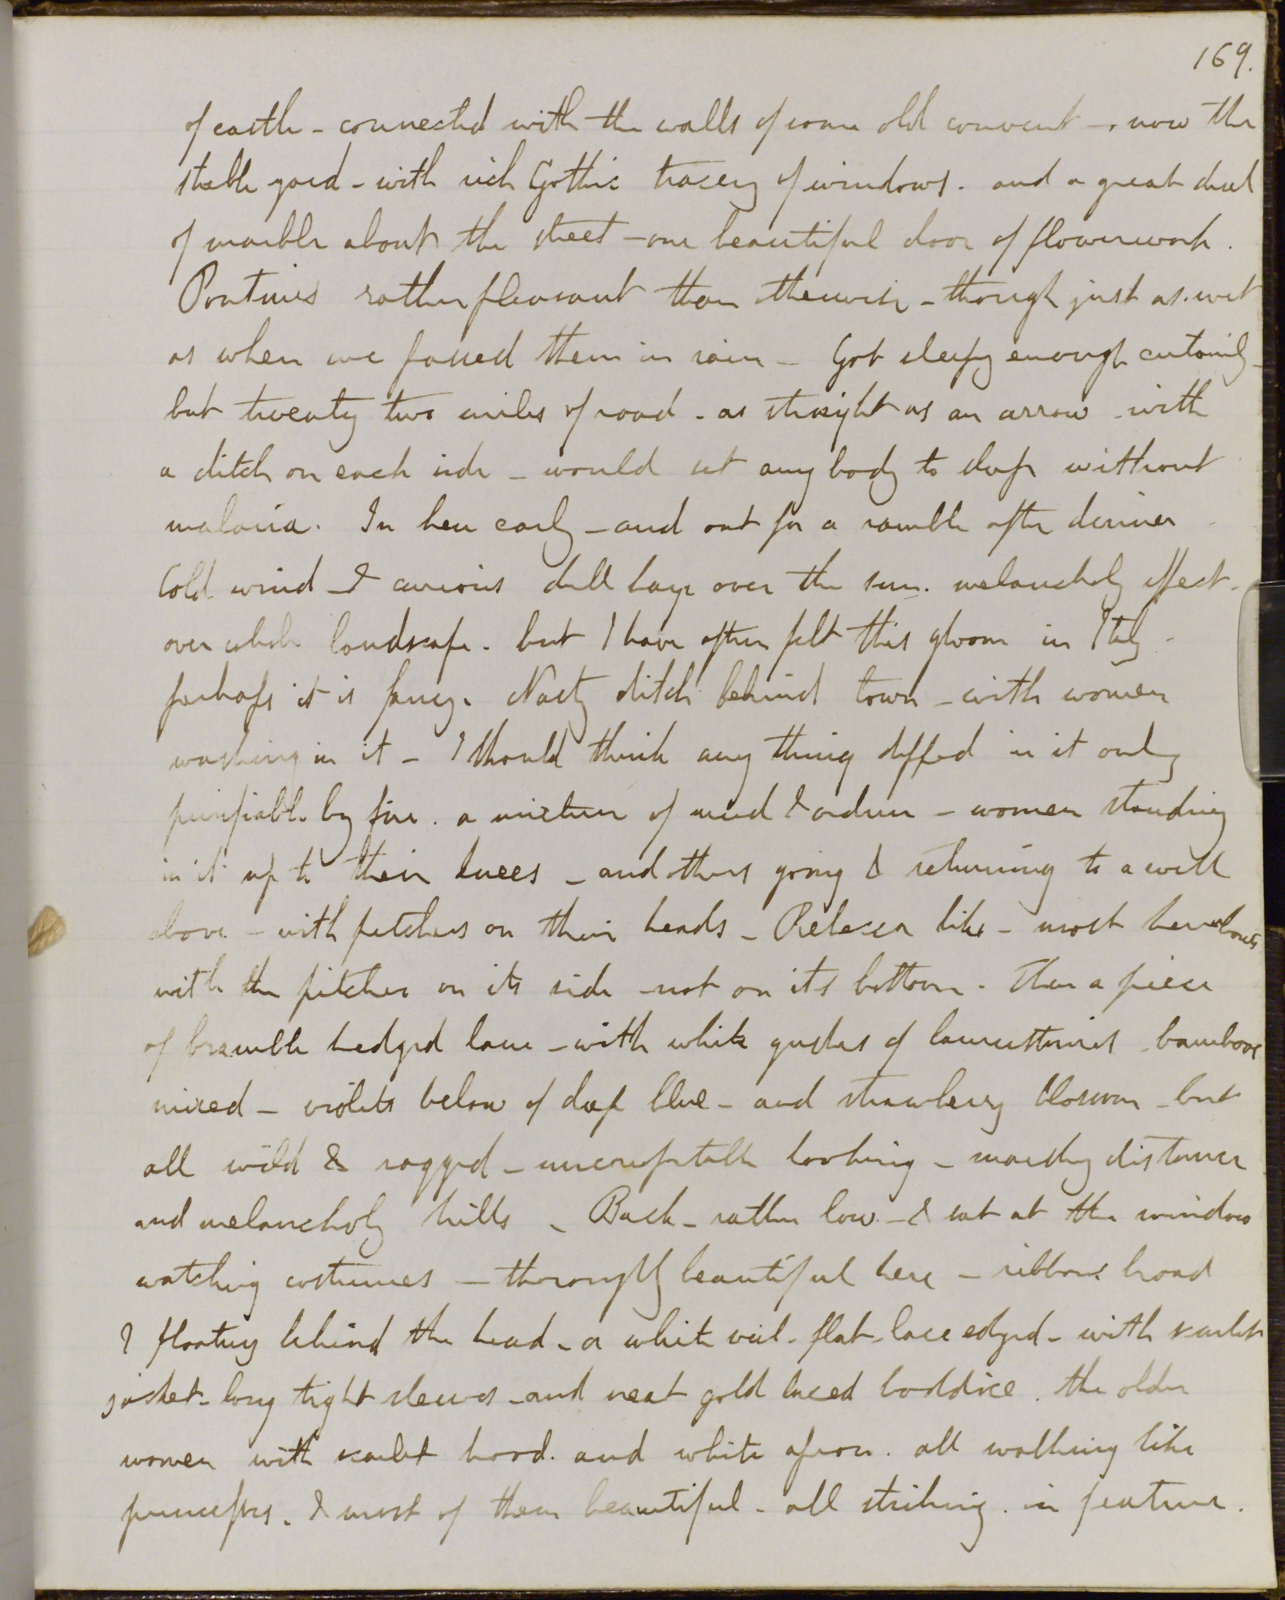 169.
of castle - connected with the walls of some old convent - now the
stable yard - with rich Gothic tracery of windows. and a great deal
of marble about the street - one beautiful door of flowerwork.
Pontines rather pleasant than otherwise - though just as wet
as when we passed them in rain - Got sleepy enough certainly -
but twenty two miles of road - as straight as an arrow - with
a ditch on each side - would set any body to sleep without
malaria. In here early - and out for a ramble after dinner
Cold wind - & curious dull haze over the sun. melancholy effect -
over whole landscape. but I have often felt this gloom in Italy -
perhaps it is fancy. Nasty ditch behind town - with women
washing in it - I should think any thing dipped in it only
purifiable by fire. a mixture of mud & ordure - women standing
in it up to their knees - and others going & returning to a well
above - with pitchers on their heads - Rebecca like - most hereabouts
with the pitcher on its side - not on its bottom. Then a piece
of bramble hedged lane - with white gushes of laurustinus - bamboos
mixed - violets below of deep blue - and strawberry blossom - but
all wild & ragged - uncomfortable looking - marshy distance
and melancholy hills - Back - rather low - & sat at the window
watching costumes - thoroughly beautiful here - ribbons broad
& floating behind the head - a white veil - flat - lace edged - with scarlet
jacket - long tight sleeves - and neat gold laced boddice. the older
women with scarlet hood. and white apron. all walking like
princesses. & most of them beautiful - all striking in feature.